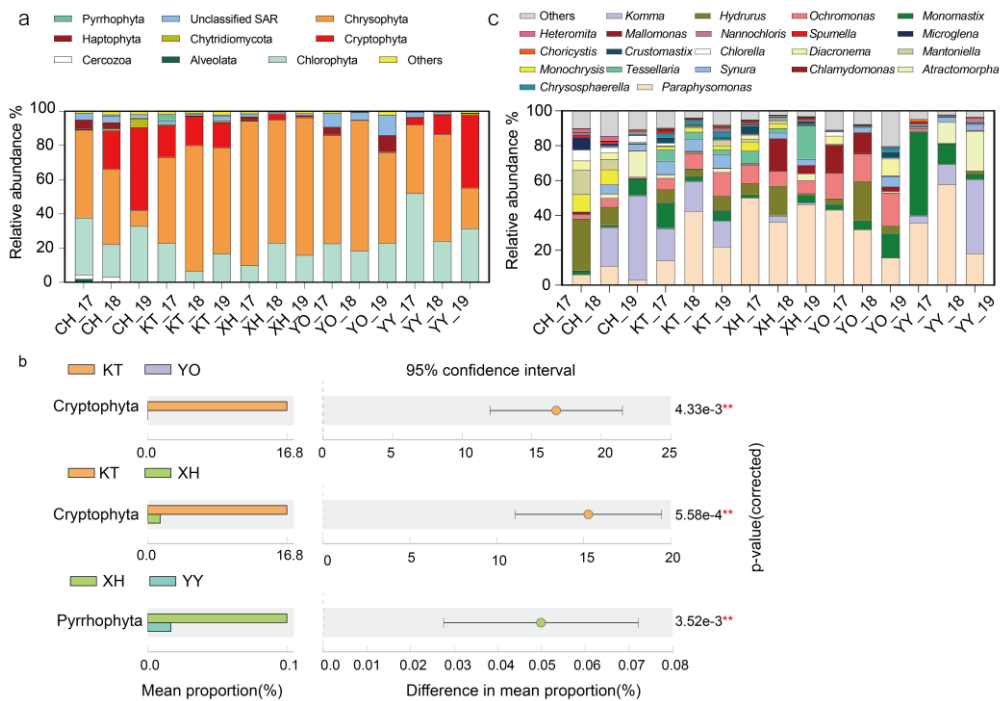 a
Pyrrhophyta Unclassified SAR Chrysophyta
Haptophyta Chytridiomycota Cryptophyta
Cercozoa Alveolata Chlorophyta Others
Relative abundance %
100
80
60
40
20
0
CH_17 CH_18 CH_19 KT_17 KT_18 KT_19 XH_17 XH_18 XH_19 YO_17 YO_18 YO_19 YY_17 YY_18 YY_19
c
Others Komma Hydrurus Ochromonas Monomastix
Heteromita Mallomonas Nannochloris Spumella Microglena
Choricystis Crustomastix Chlorella Diacronema Mantoniella
Monochrysis Tessellaria Synura Chlamydomonas Atractomorpha
Chrysosphaerella Paraphysomonas
Relative abundance %
100
80
60
40
20
0
CH_17 CH_18 CH_19 KT_17 KT_18 KT_19 XH_17 XH_18 XH_19 YO_17 YO_18 YO_19 YY_17 YY_18 YY_19
b
KT YO 95% confidence interval
Cryptophyta 4.33e-3**
0.0 16.8 0 5 10 15 20 25
KT XH
Cryptophyta 5.58e-4**
0.0 16.8 0 5 10 15 20
XH YY
Pyrrhophyta 3.52e-3**
0.0 0.1 0.0 0.01 0.02 0.03 0.04 0.05 0.06 0.07 0.08
Mean proportion(%) Difference in mean proportion(%)
p-value(corrected)